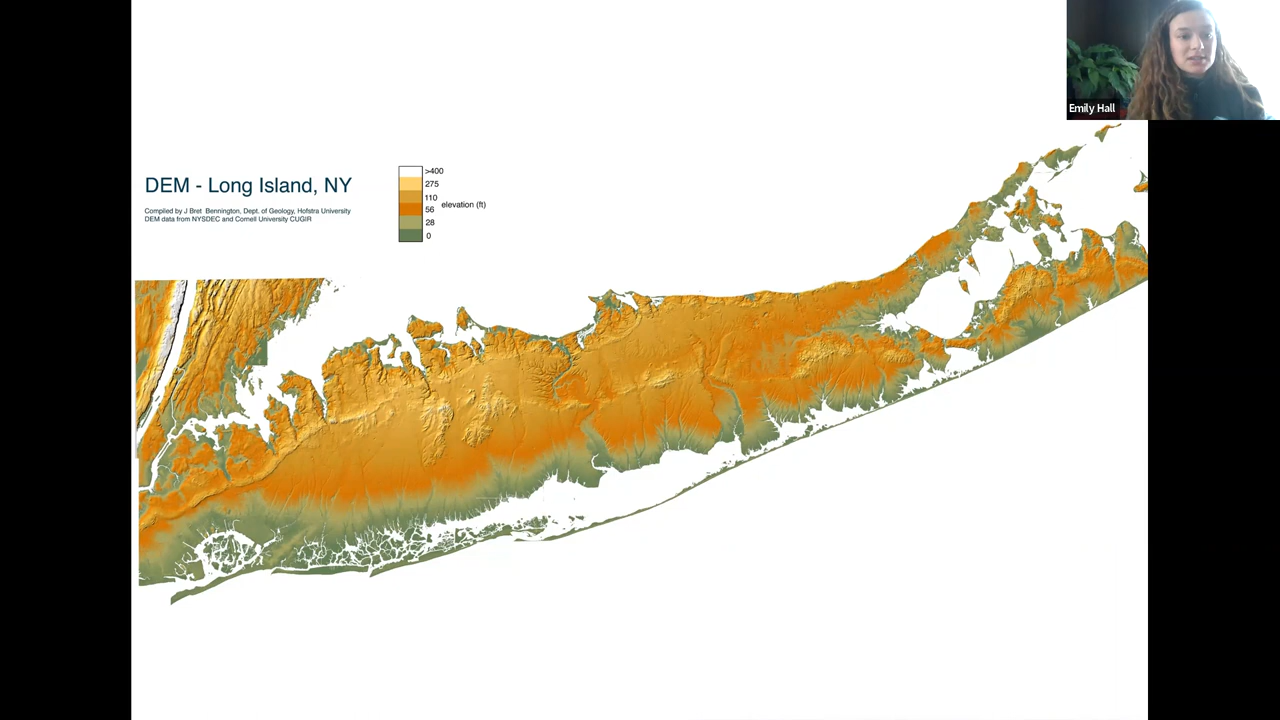 Emily Hall
DEM - Long Island, NY
Compiled by J Bret Bennington, Dept. of Geology, Hofstra University
DEM data from NYSDEC and Cornell University CUGIR
>400
275
110
56
28
0
elevation (ft)